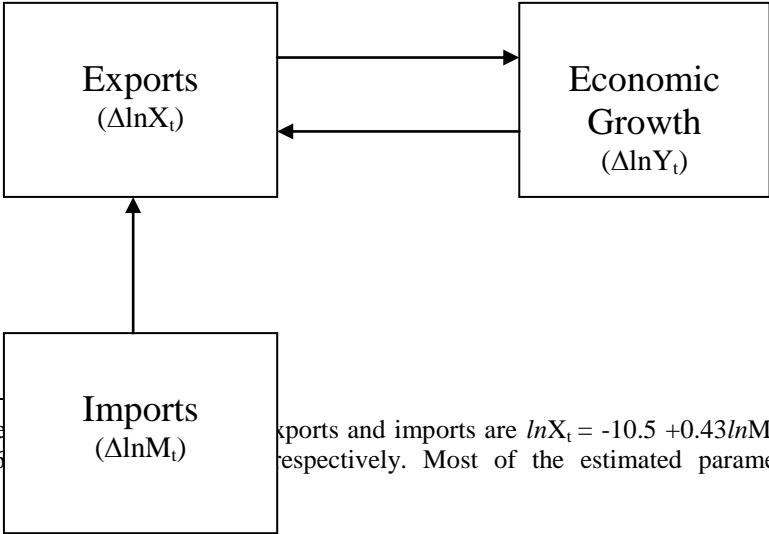 Exports
(ΔlnXₜ)
Economic
Growth
(ΔlnYₜ)
Imports
(ΔlnMₜ)
xports and imports are lnXₜ = -10.5 +0.43lnM
respectively. Most of the estimated parame